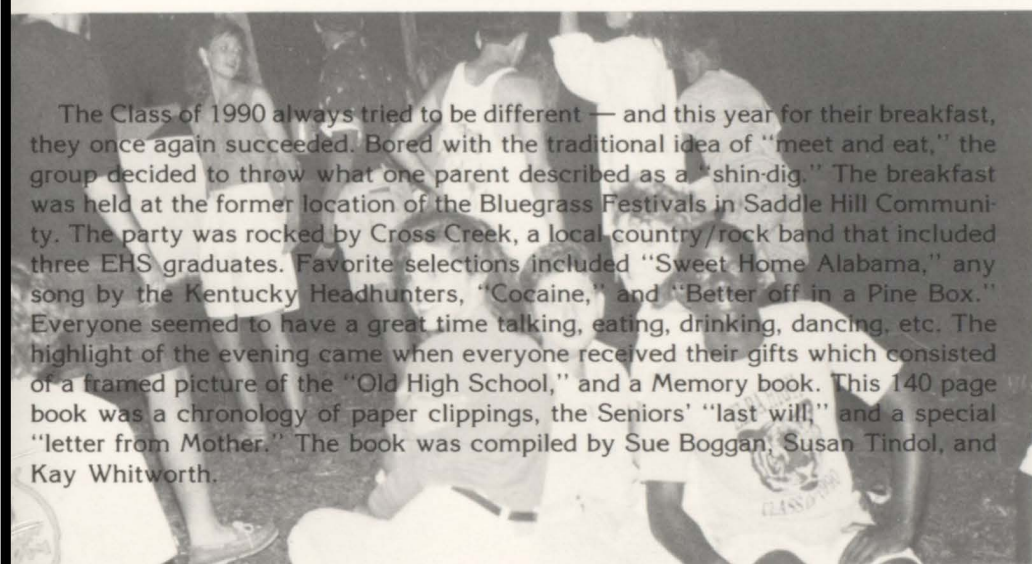 The Class of 1990 always tried to be different — and this year for their breakfast,
they once again succeeded. Bored with the traditional idea of "meet and eat," the
group decided to throw what one parent described as a "shin-dig." The breakfast
was held at the former location of the Bluegrass Festivals in Saddle Hill Communi-
ty. The party was rocked by Cross Creek, a local country/rock band that included
three EHS graduates. Favorite selections included "Sweet Home Alabama," any
song by the Kentucky Headhunters, "Cocaine," and "Better off in a Pine Box."
Everyone seemed to have a great time talking, eating, drinking, dancing, etc. The
highlight of the evening came when everyone received their gifts which consisted
of a framed picture of the "Old High School," and a Memory book. This 140 page
book was a chronology of paper clippings, the Seniors' "last will," and a special
"letter from Mother." The book was compiled by Sue Boggan, Susan Tindol, and
Kay Whitworth.
CLASS OF 1990